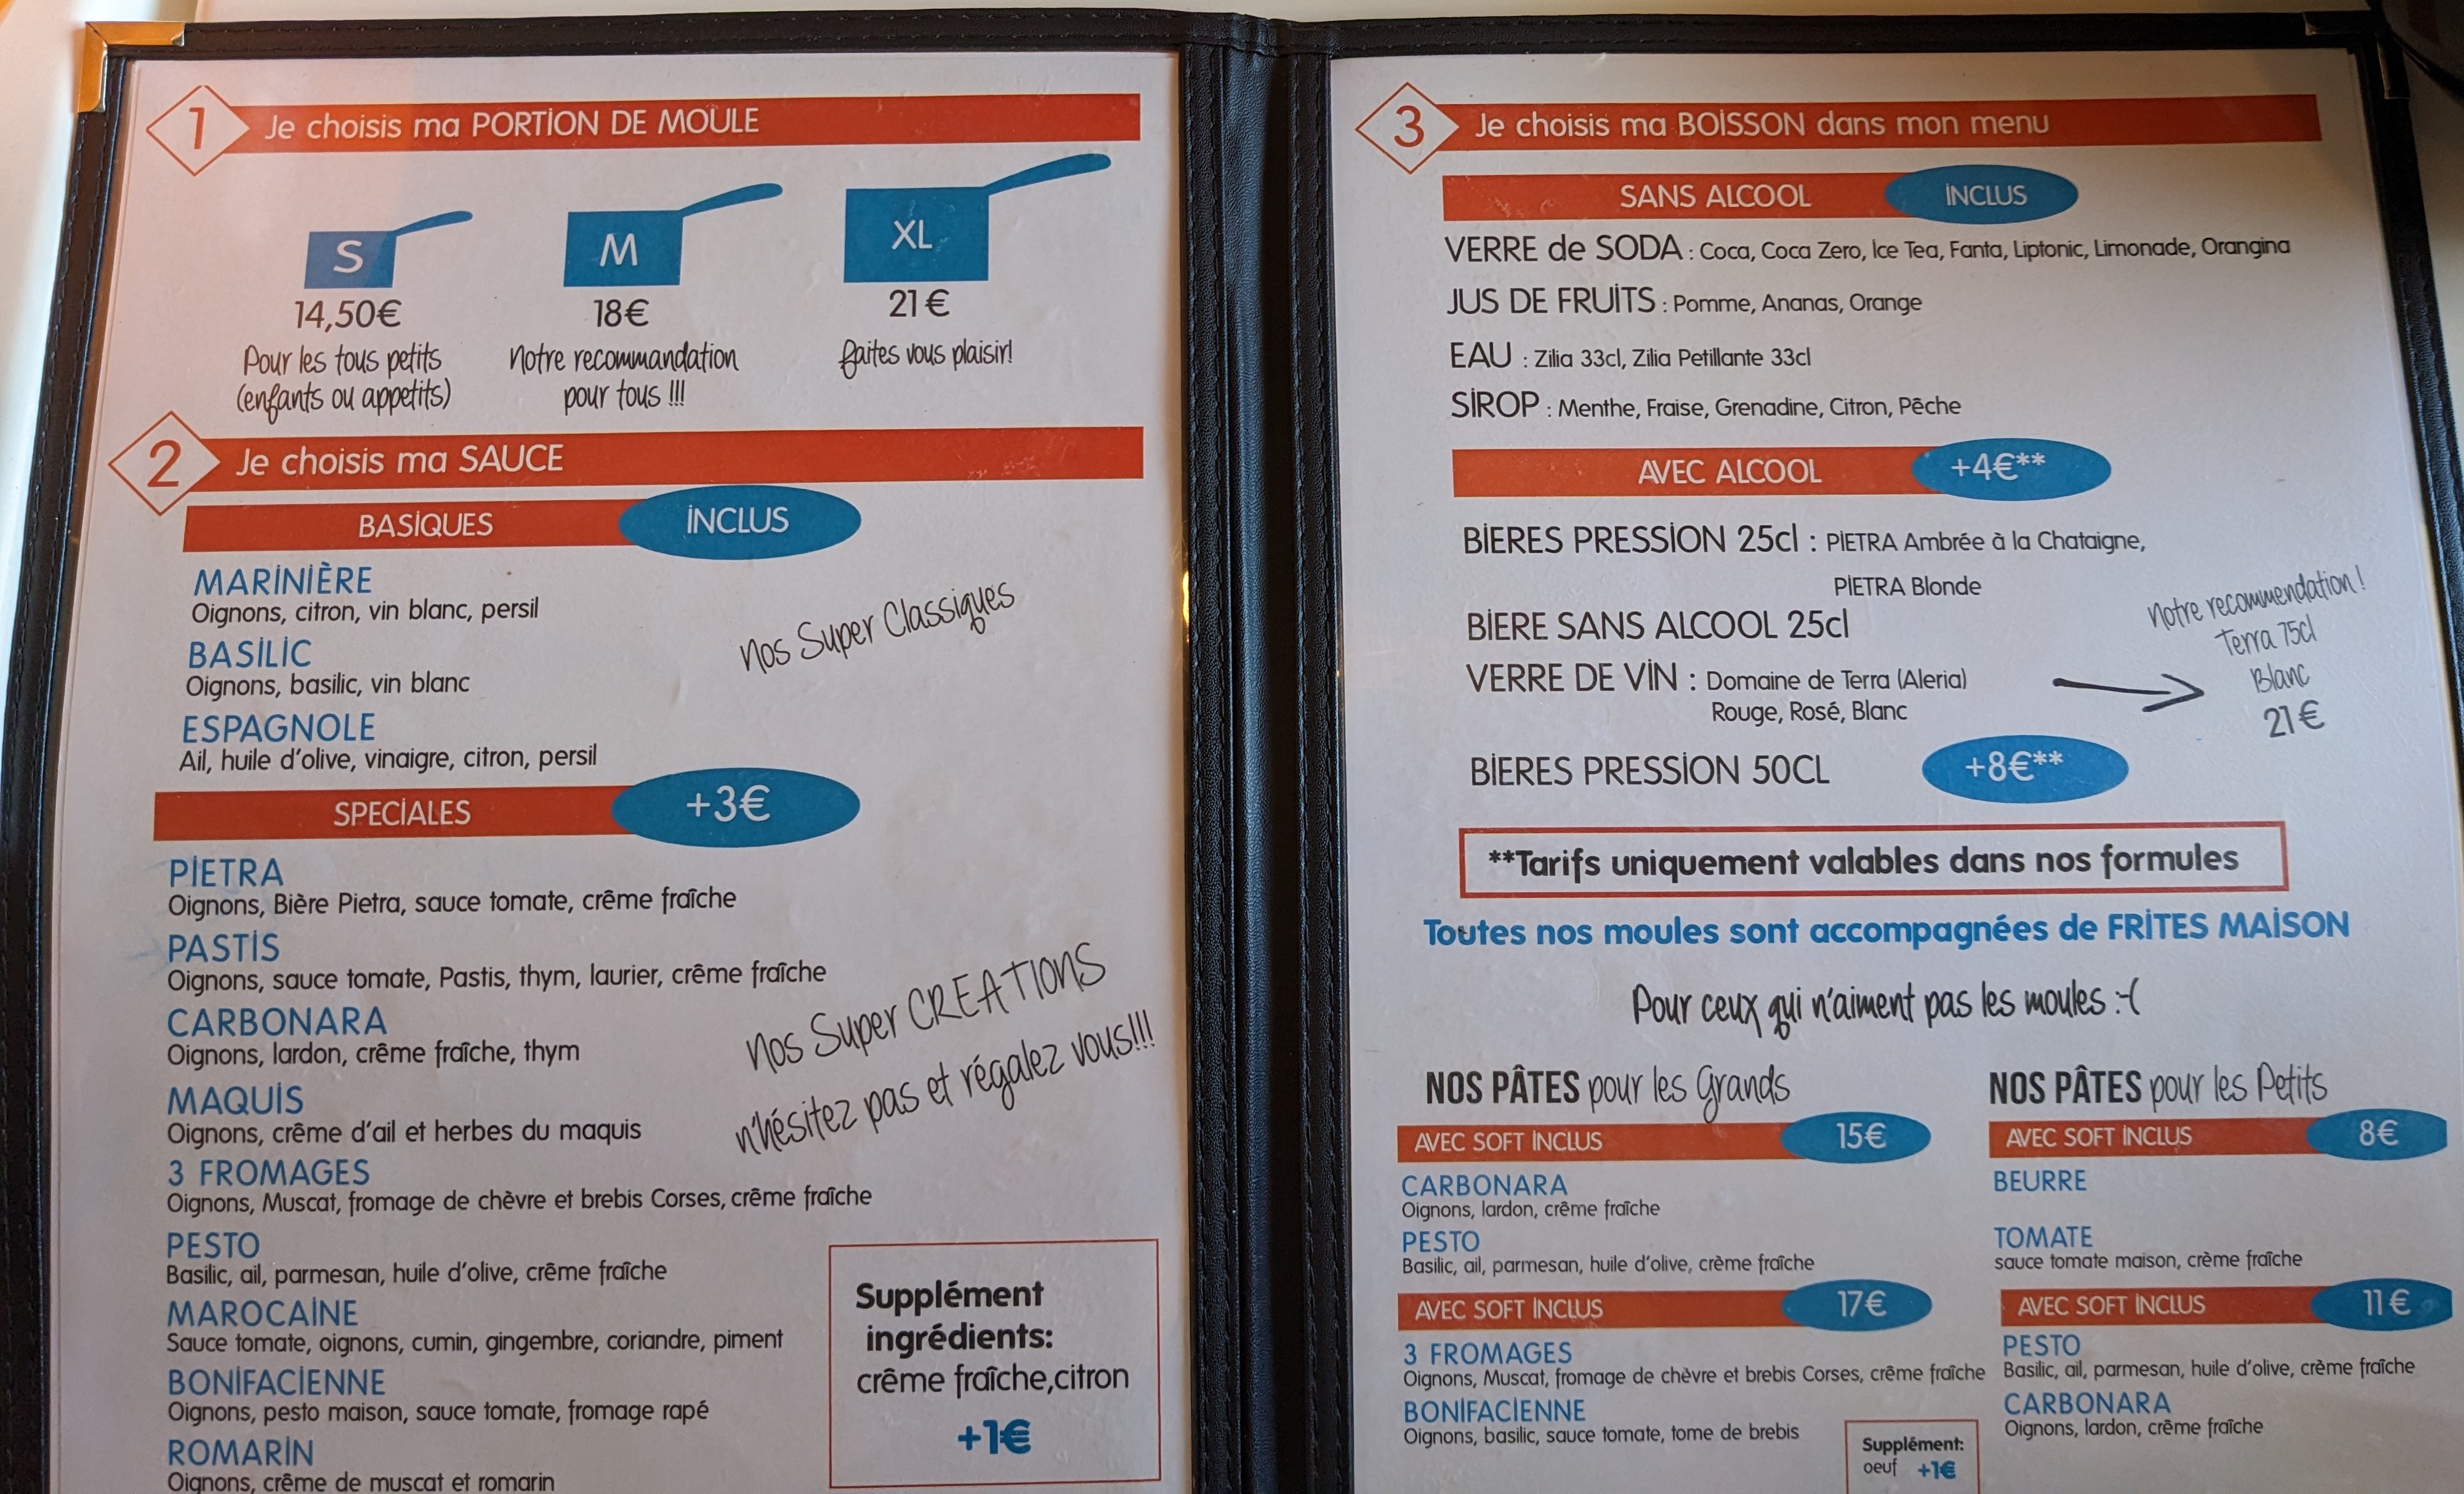 1 Je choisis ma PORTION DE MOULE
S
M
XL
14,50€
18€
21€
Pour les tous petits
(enfants ou appetits)
Notre recommandation
pour tous !!!
faites vous plaisir!
2 Je choisis ma SAUCE
BASIQUES INCLUS
MARINIÈRE
Oignons, citron, vin blanc, persil
BASILIC
Oignons, basilic, vin blanc
ESPAGNOLE
Ail, huile d'olive, vinaigre, citron, persil
Nos Super Classiques
SPECIALES +3€
PIETRA
Oignons, Bière Pietra, sauce tomate, crême fraîche
PASTIS
Oignons, sauce tomate, Pastis, thym, laurier, crême fraîche
CARBONARA
Oignons, lardon, crême fraîche, thym
MAQUIS
Oignons, crême d'ail et herbes du maquis
Nos Super CREATIONS
n'hésitez pas et régalez vous!!!
3 FROMAGES
Oignons, Muscat, fromage de chèvre et brebis Corses, crême fraîche
PESTO
Basilic, ail, parmesan, huile d'olive, crême fraîche
MAROCAINE
Sauce tomate, oignons, cumin, gingembre, coriandre, piment
BONIFACIENNE
Oignons, pesto maison, sauce tomate, fromage rapé
ROMARIN
Oignons, crême de muscat et romarin
Supplément
ingrédients:
crême fraîche,citron
+1€
3 Je choisis ma BOISSON dans mon menu
SANS ALCOOL INCLUS
VERRE de SODA : Coca, Coca Zero, Ice Tea, Fanta, Liptonic, Limonade, Orangina
JUS DE FRUITS : Pomme, Ananas, Orange
EAU : Zilia 33cl, Zilia Petillante 33cl
SIROP : Menthe, Fraise, Grenadine, Citron, Pêche
AVEC ALCOOL +4€**
BIERES PRESSION 25cl : PIETRA Ambrée à la Chataigne,
PIETRA Blonde
BIERE SANS ALCOOL 25cl
VERRE DE VIN : Domaine de Terra (Aleria)
Rouge, Rosé, Blanc
Notre recommendation !
Terra 75cl
Blanc
21€
BIERES PRESSION 50CL +8€**
**Tarifs uniquement valables dans nos formules
Toutes nos moules sont accompagnées de FRITES MAISON
Pour ceux qui n'aiment pas les moules :-(
NOS PÂTES pour les Grands
AVEC SOFT INCLUS 15€
CARBONARA
Oignons, lardon, crême fraîche
PESTO
Basilic, ail, parmesan, huile d'olive, crème fraîche
AVEC SOFT INCLUS 17€
3 FROMAGES
Oignons, Muscat, fromage de chèvre et brebis Corses, crême fraîche
BONIFACIENNE
Oignons, basilic, sauce tomate, tome de brebis
Supplément:
oeuf +1€
NOS PÂTES pour les Petits
AVEC SOFT INCLUS 8€
BEURRE
TOMATE
sauce tomate maison, crème fraîche
AVEC SOFT INCLUS 11€
PESTO
Basilic, ail, parmesan, huile d'olive, crème fraîche
CARBONARA
Oignons, lardon, crême fraîche